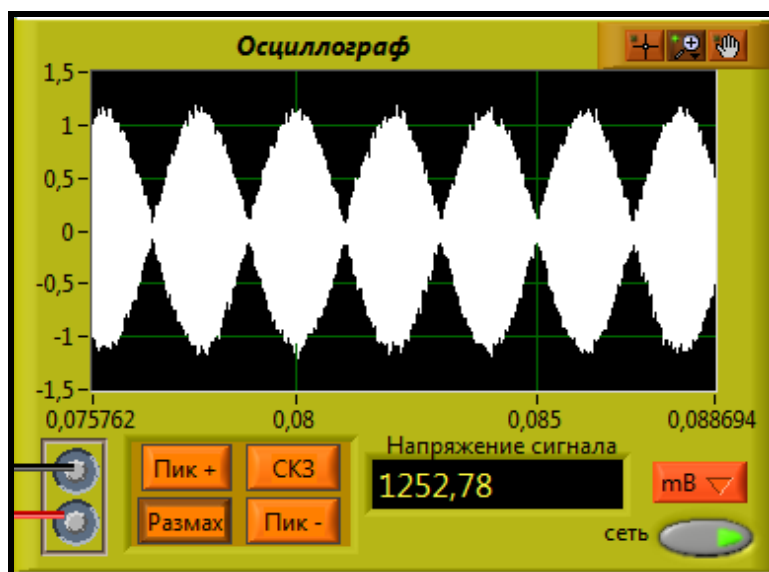 Осциллограф
1,5
1
0,5
0
-0,5
-1
-1,5
0,075762 0,08 0,085 0,088694
Напряжение сигнала
Пик + СКЗ
1252,78 mВ
Размах Пик -
сеть